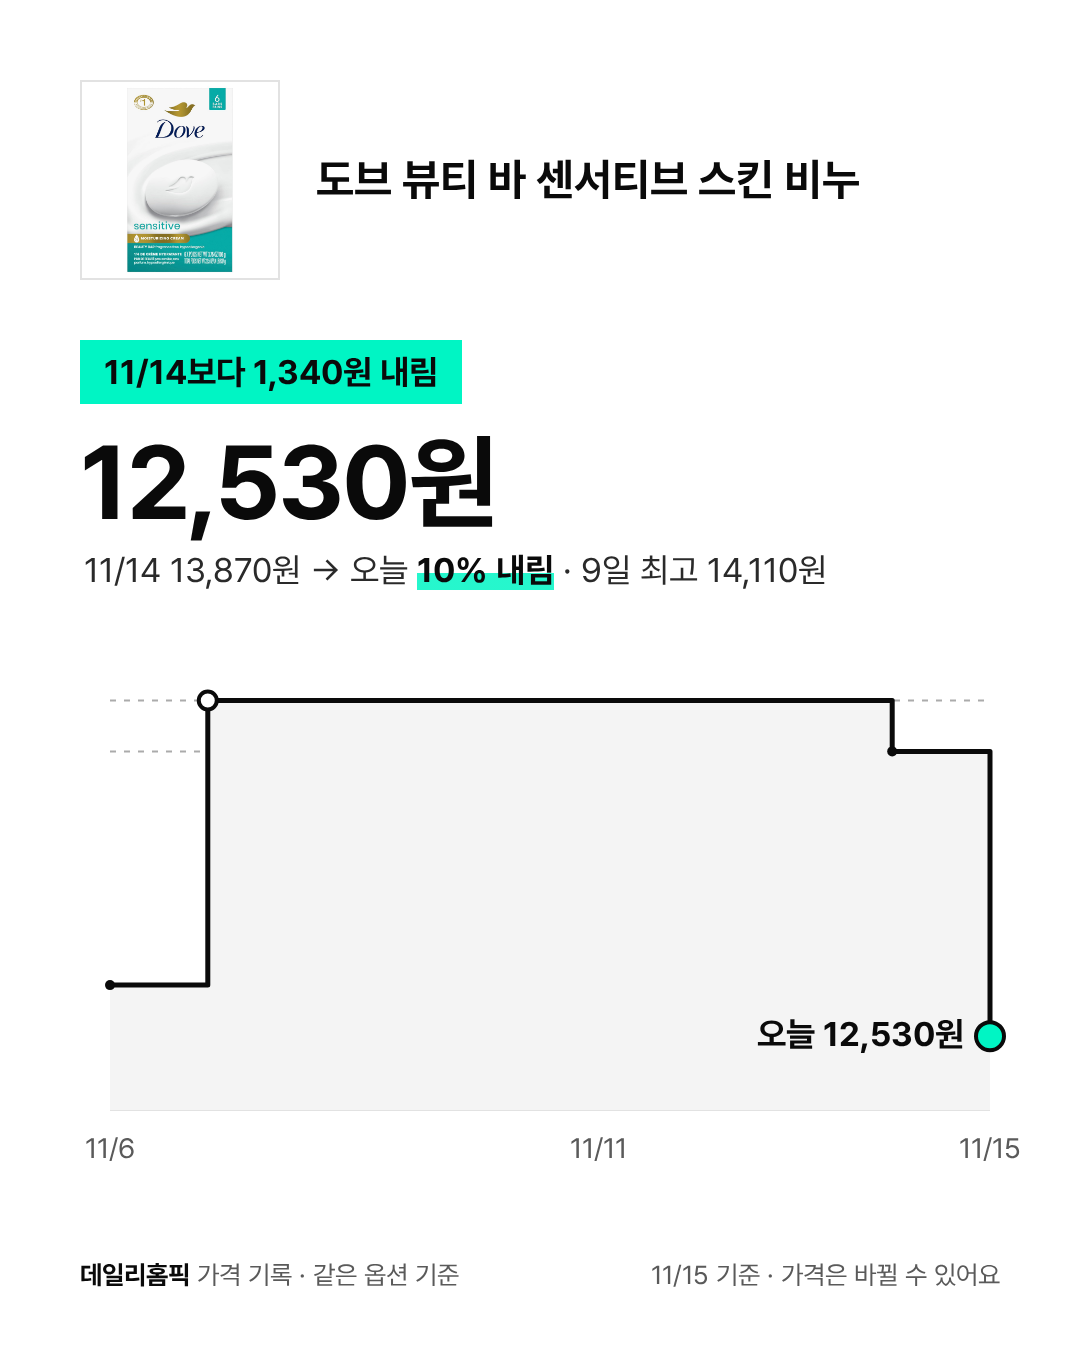 Dove
6
sensitive
MOISTURIZING CREAM
도브 뷰티 바 센서티브 스킨 비누
11/14보다 1,340원 내림
12,530원
11/14 13,870원 → 오늘 10% 내림 · 9일 최고 14,110원
오늘 12,530원
11/6 11/11 11/15
데일리홈픽 가격 기록 · 같은 옵션 기준 11/15 기준 · 가격은 바뀔 수 있어요